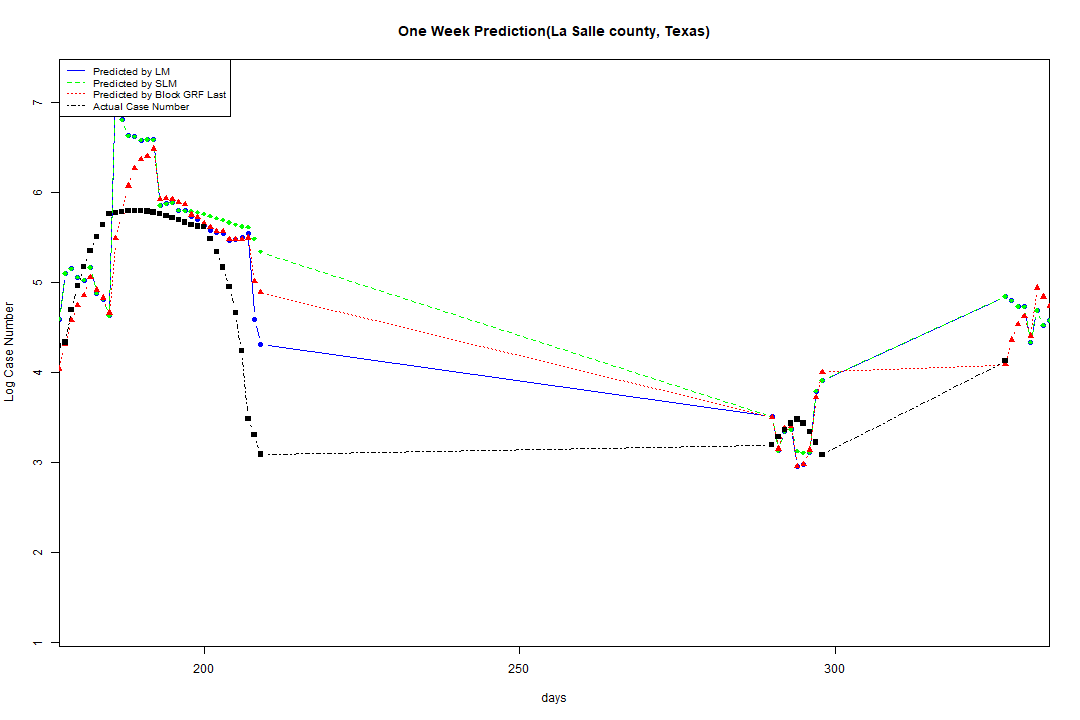 One Week Prediction(La Salle county, Texas)
Predicted by LM
Predicted by SLM
Predicted by Block GRF Last
Actual Case Number
7
6
5
4
3
2
1
Log Case Number
200
250
300
days